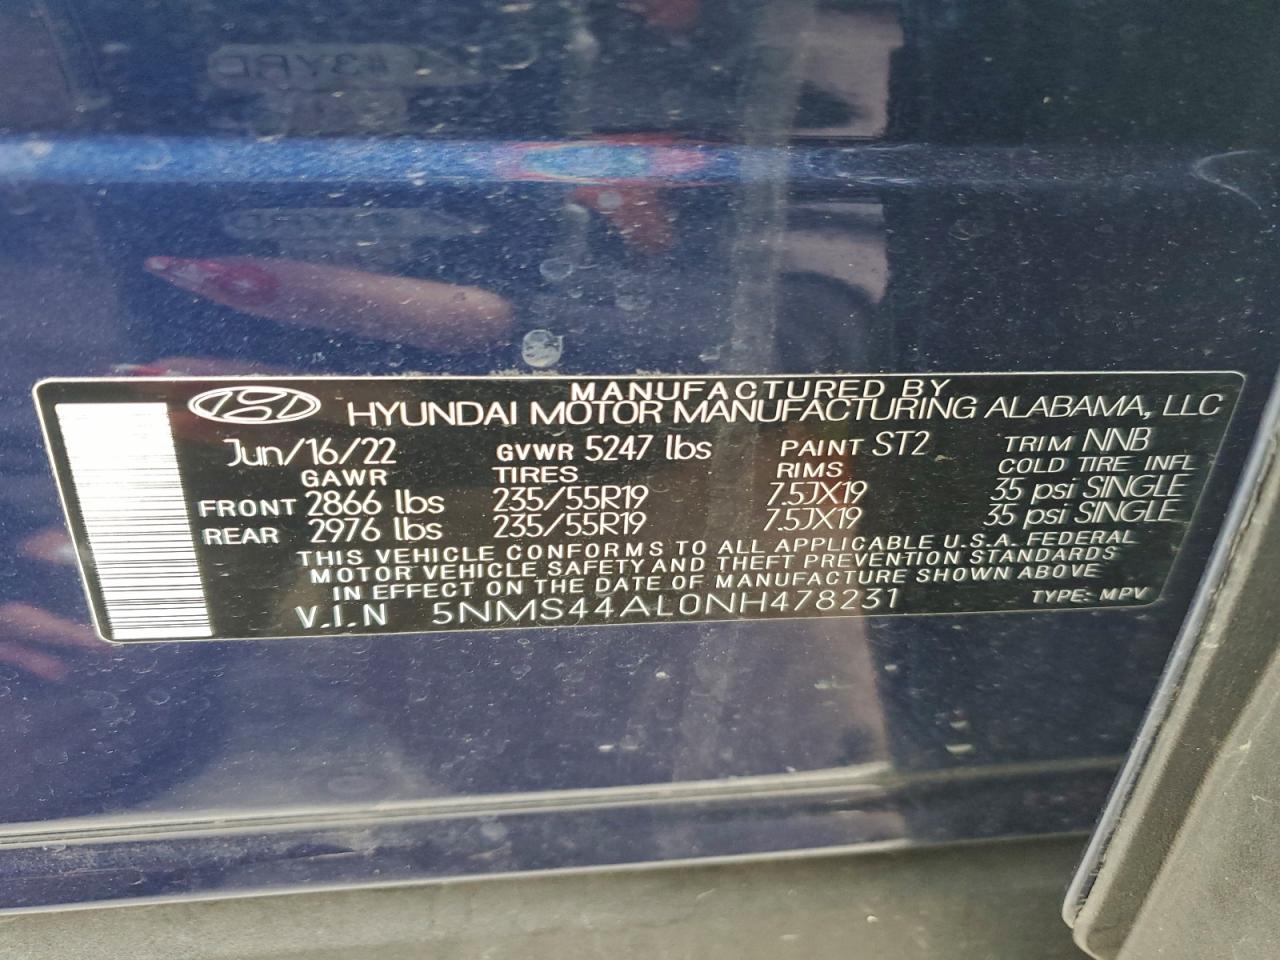 MANUFACTURED BY
HYUNDAI MOTOR MANUFACTURING ALABAMA, LLC
Jun/16/22 GVWR 5247 lbs PAINT ST2 TRIM NNB
GAWR TIRES RIMS COLD TIRE INFL
FRONT 2866 lbs 235/55R19 7.5JX19 35 psi SINGLE
REAR 2976 lbs 235/55R19 7.5JX19 35 psi SINGLE
THIS VEHICLE CONFORMS TO ALL APPLICABLE U.S.A. FEDERAL
MOTOR VEHICLE SAFETY AND THEFT PREVENTION STANDARDS
IN EFFECT ON THE DATE OF MANUFACTURE SHOWN ABOVE
V.I.N 5NMS44AL0NH478231 TYPE: MPV